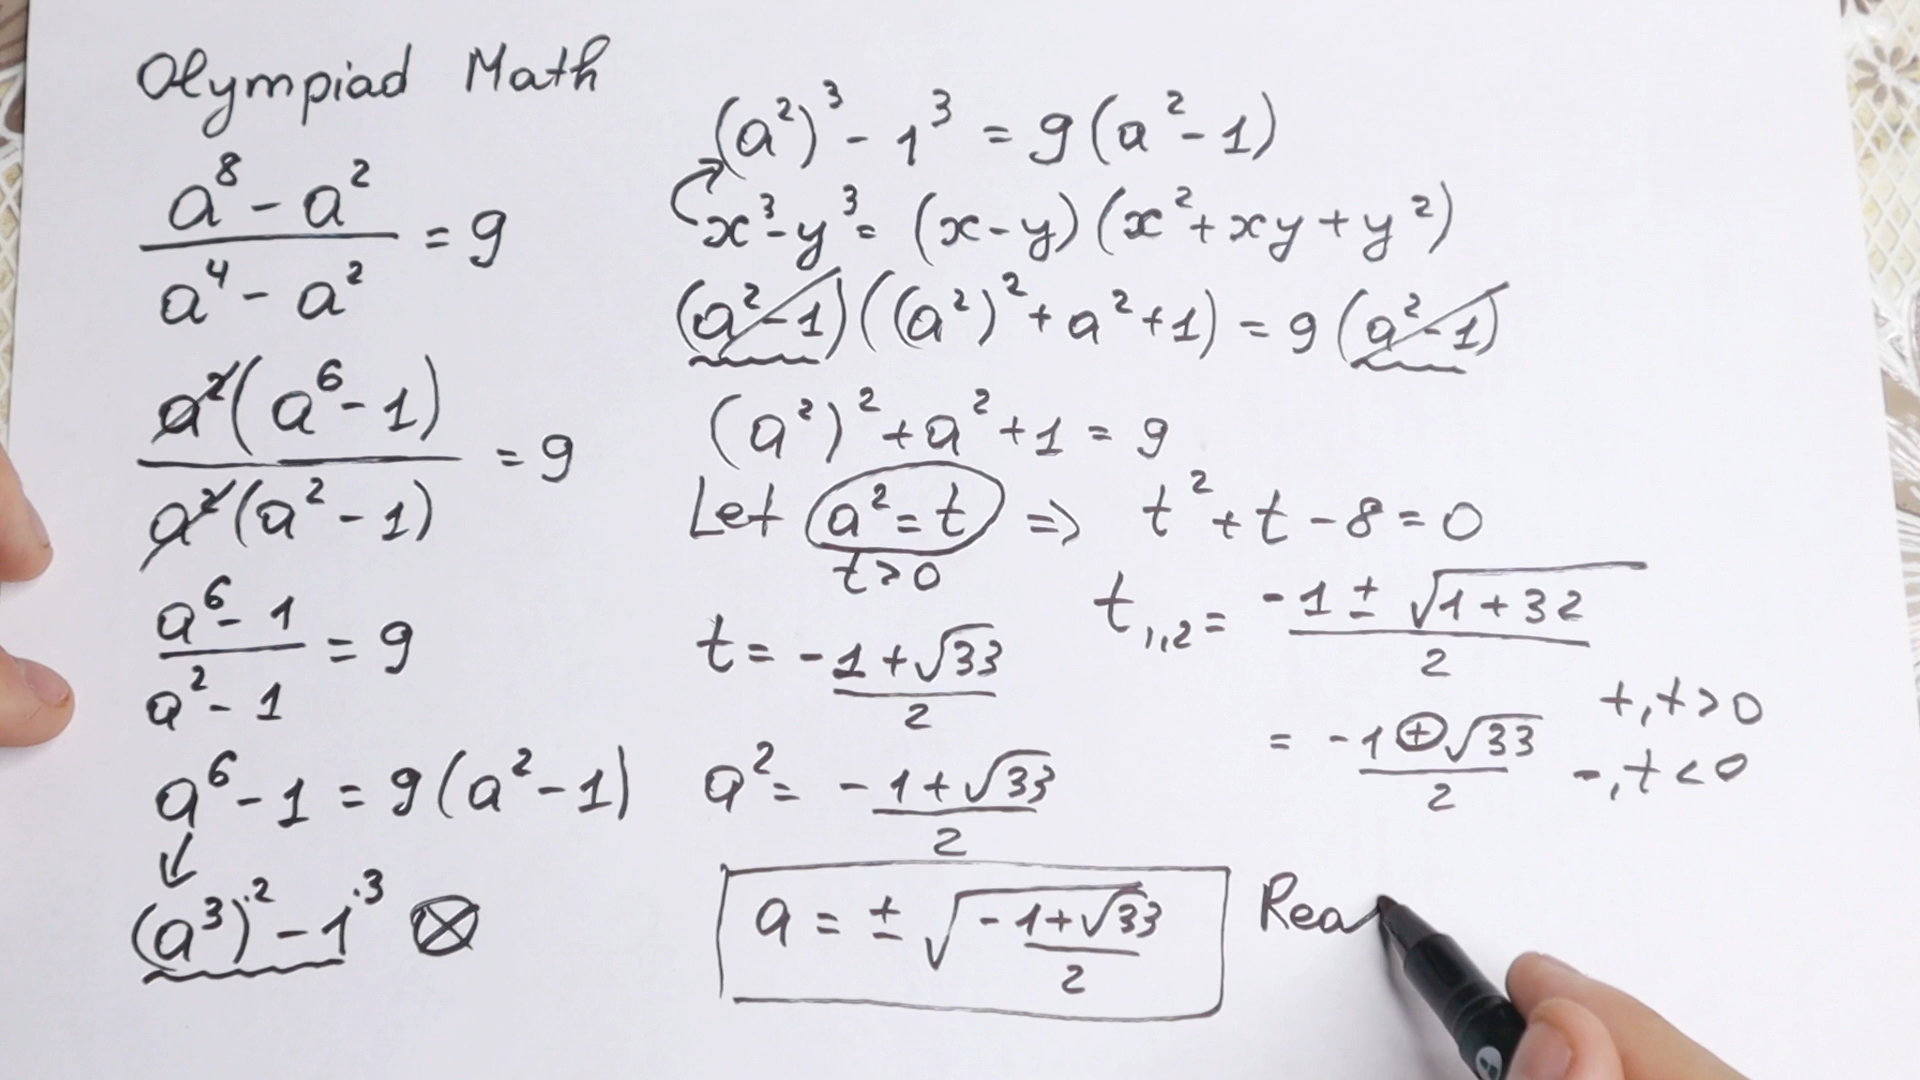 Olympiad Math
a⁸ - a² / a⁴ - a² = 9
a²(a⁶ - 1) / a²(a² - 1) = 9
a⁶ - 1 / a² - 1 = 9
a⁶ - 1 = 9(a² - 1)
(a³)² - 1³ ⊗
(a²)³ - 1³ = 9(a² - 1)
x³ - y³ = (x - y)(x² + xy + y²)
(a² - 1)((a²)² + a² + 1) = 9(a² - 1)
(a²)² + a² + 1 = 9
Let a² = t => t² + t - 8 = 0
t > 0
t₁,₂ = -1 ± √1 + 32 / 2
= -1 ⊕ √33 / 2
+, t > 0
-, t < 0
t = -1 + √33 / 2
a² = -1 + √33 / 2
a = ± √-1 + √33 / 2
Rea